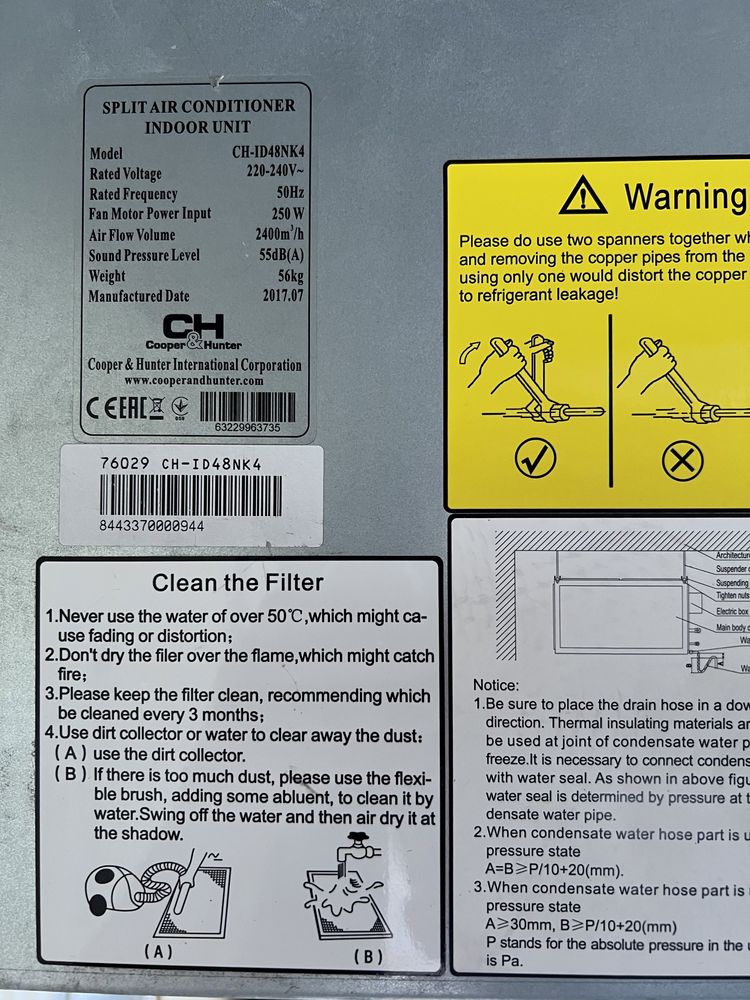 SPLIT AIR CONDITIONER
INDOOR UNIT
Model CH-ID48NK4
Rated Voltage 220-240V~
Rated Frequency 50Hz
Fan Motor Power Input 250 W
Air Flow Volume 2400m³/h
Sound Pressure Level 55dB(A)
Weight 56kg
Manufactured Date 2017.07
CH
Cooper&Hunter
Cooper & Hunter International Corporation
www.cooperandhunter.com
CE EAC
63229963735
76029 CH-ID48NK4
8443370000944
Clean the Filter
1.Never use the water of over 50℃,which might ca-
use fading or distortion;
2.Don't dry the filer over the flame,which might catch
fire;
3.Please keep the filter clean, recommending which
be cleaned every 3 months;
4.Use dirt collector or water to clear away the dust:
(A) use the dirt collector.
(B) If there is too much dust, please use the flexi-
ble brush, adding some abluent, to clean it by
water.Swing off the water and then air dry it at
the shadow.
(A)
(B)
Warning
Please do use two spanners together wh
and removing the copper pipes from the
using only one would distort the copper
to refrigerant leakage!
Architecture
Suspender
Suspending
Tighten nuts
Electric box
Main body
Wa
Wa
A
Notice:
1.Be sure to place the drain hose in a dow
direction. Thermal insulating materials ar
be used at joint of condensate water p
freeze.It is necessary to connect condens
with water seal. As shown in above figu
water seal is determined by pressure at t
densate water pipe.
2.When condensate water hose part is u
pressure state
A=B≥P/10+20(mm).
3.When condensate water hose part is
pressure state
A≥30mm, B≥P/10+20(mm)
P stands for the absolute pressure in the u
is Pa.